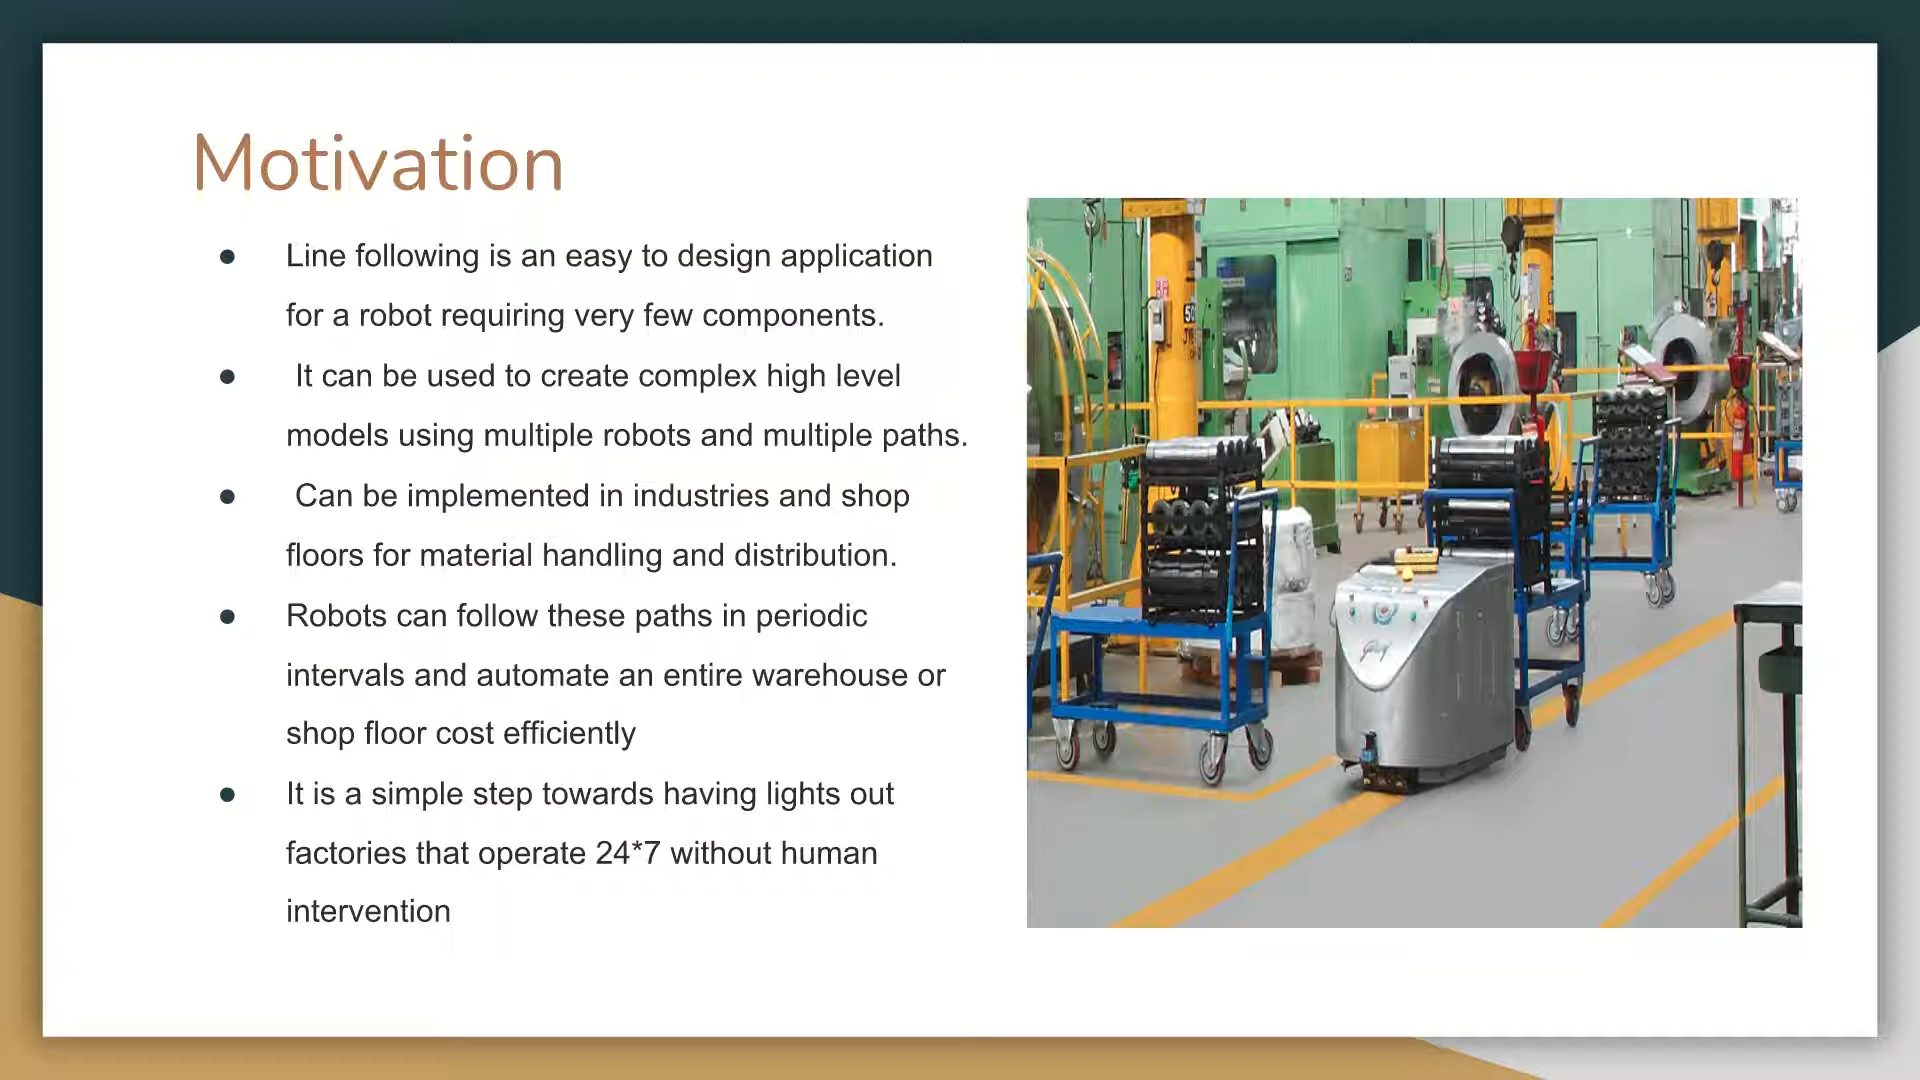 Motivation
● Line following is an easy to design application
for a robot requiring very few components.
● It can be used to create complex high level
models using multiple robots and multiple paths.
● Can be implemented in industries and shop
floors for material handling and distribution.
● Robots can follow these paths in periodic
intervals and automate an entire warehouse or
shop floor cost efficiently
● It is a simple step towards having lights out
factories that operate 24*7 without human
intervention
Godrej